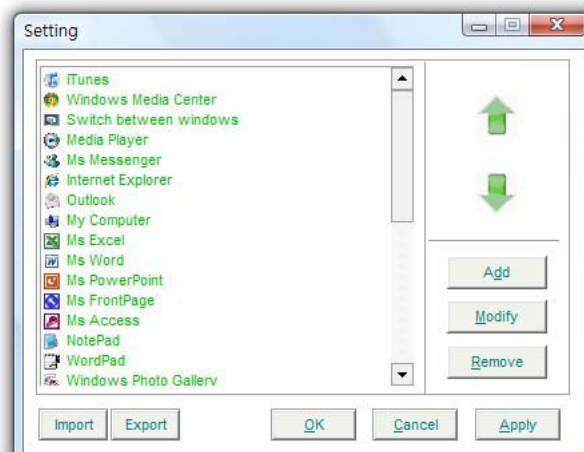 Setting
iTunes
Windows Media Center
Switch between windows
Media Player
Ms Messenger
Internet Explorer
Outlook
My Computer
Ms Excel
Ms Word
Ms PowerPoint
Ms FrontPage
Ms Access
NotePad
WordPad
Windows Photo Gallery
Add
Modify
Remove
Import Export OK Cancel Apply